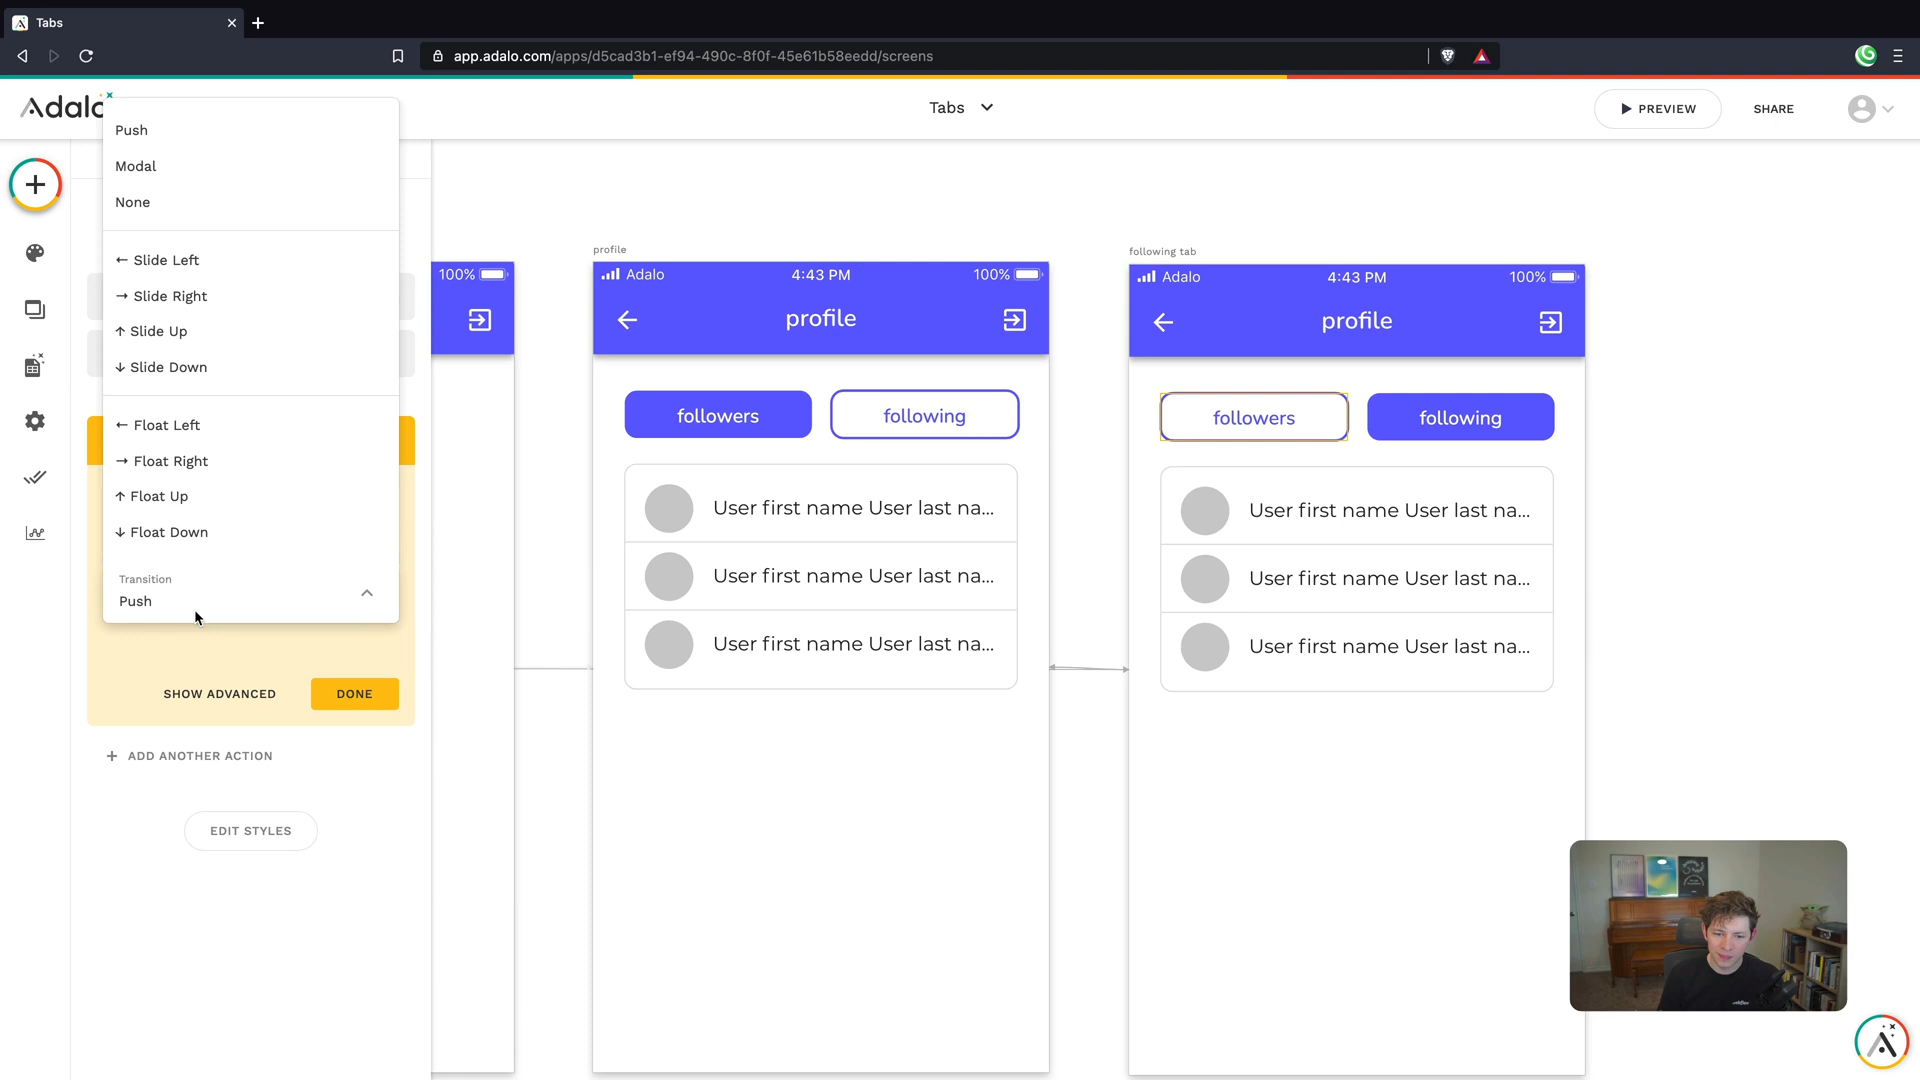 Tabs
app.adalo.com/apps/d5cad3b1-ef94-490c-8f0f-45e61b58eedd/screens
Adalo
Tabs
PREVIEW
SHARE
Push
Modal
None
← Slide Left
→ Slide Right
↑ Slide Up
↓ Slide Down
← Float Left
→ Float Right
↑ Float Up
↓ Float Down
Transition
Push
SHOW ADVANCED
DONE
+ ADD ANOTHER ACTION
EDIT STYLES
100%
profile
Adalo
4:43 PM
100%
profile
followers
following
User first name User last na...
User first name User last na...
User first name User last na...
following tab
Adalo
4:43 PM
100%
profile
followers
following
User first name User last na...
User first name User last na...
User first name User last na...